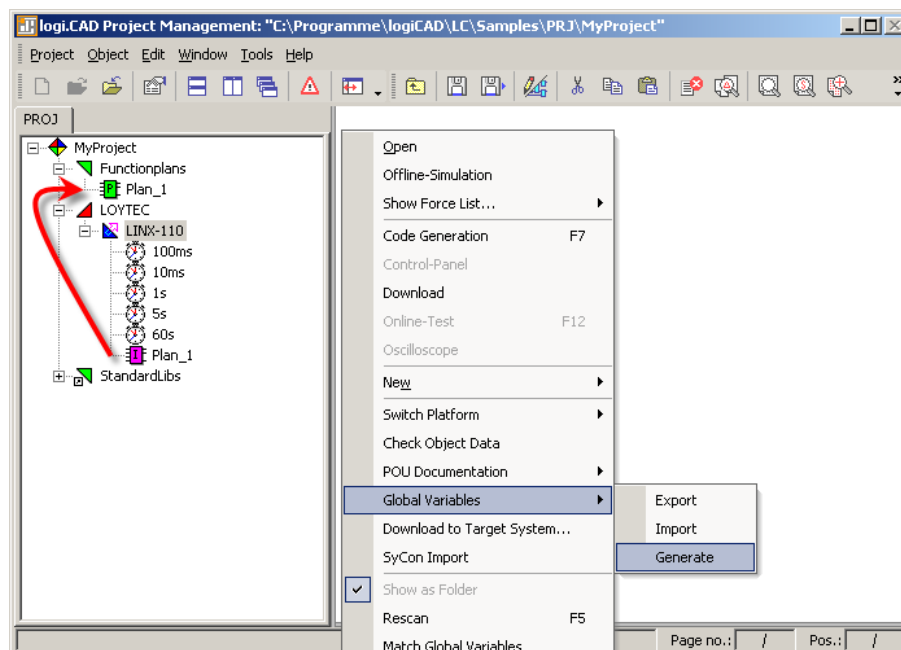 logi.CAD Project Management: "C:\Programme\logiCAD\LC\Samples\PRJ\MyProject"
Project Object Edit Window Tools Help
PROJ
MyProject
Functionplans
P Plan_1
LOYTEC
LINX-110
100ms
10ms
1s
5s
60s
I Plan_1
StandardLibs
Open
Offline-Simulation
Show Force List...
Code Generation F7
Control-Panel
Download
Online-Test F12
Oscilloscope
New
Switch Platform
Check Object Data
POU Documentation
Global Variables
Download to Target System...
SyCon Import
Show as Folder
Rescan F5
Match Global Variables
Export
Import
Generate
Page no.: / Pos.: /